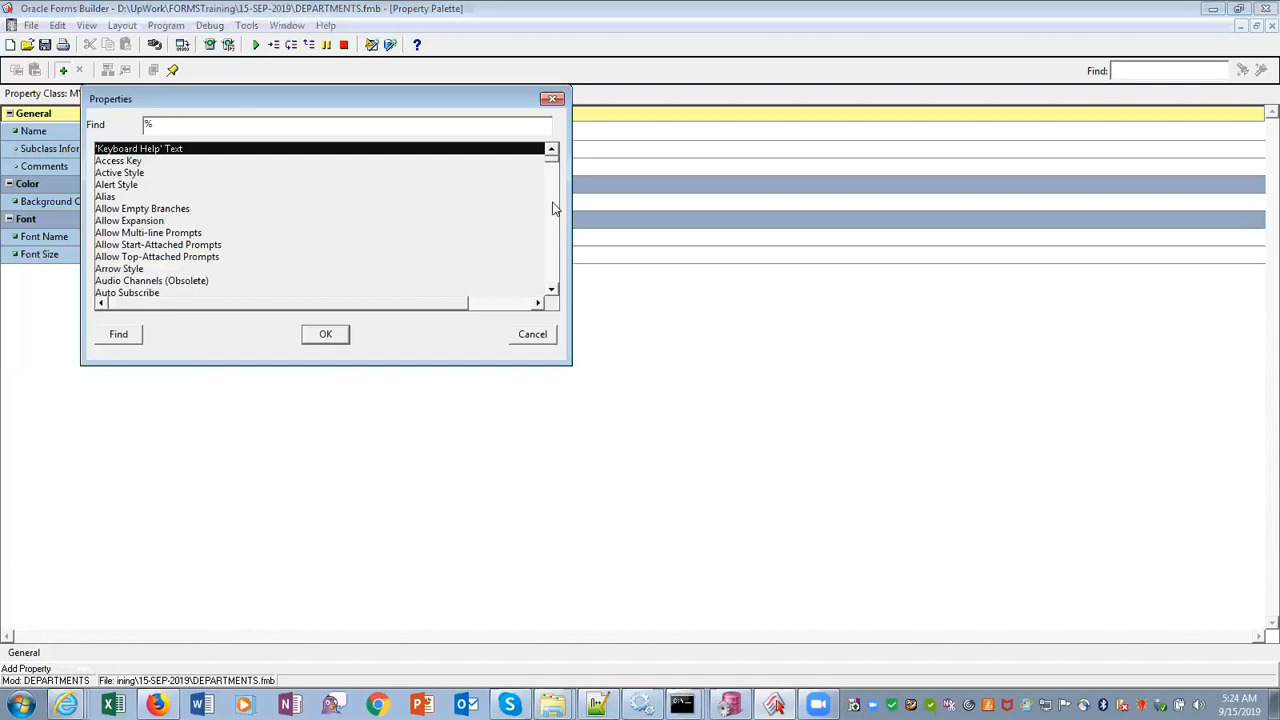 Oracle Forms Builder - D:\UpWork\FORMSTraining\15-SEP-2019\DEPARTMENTS.fmb - [Property Palette]
File Edit View Layout Program Debug Tools Window Help
Find:
Property Class: M
Properties
General
Find %
Name
'Keyboard Help' Text
Subclass Infor
Access Key
Comments
Active Style
Color
Alert Style
Background C
Alias
Font
Allow Empty Branches
Font Name
Allow Expansion
Font Size
Allow Multi-line Prompts
Allow Start-Attached Prompts
Allow Top-Attached Prompts
Arrow Style
Audio Channels (Obsolete)
Auto Subscribe
Find OK Cancel
General
Add Property
Mod: DEPARTMENTS File: ining\15-SEP-2019\DEPARTMENTS.fmb
5:24 AM
9/15/2019